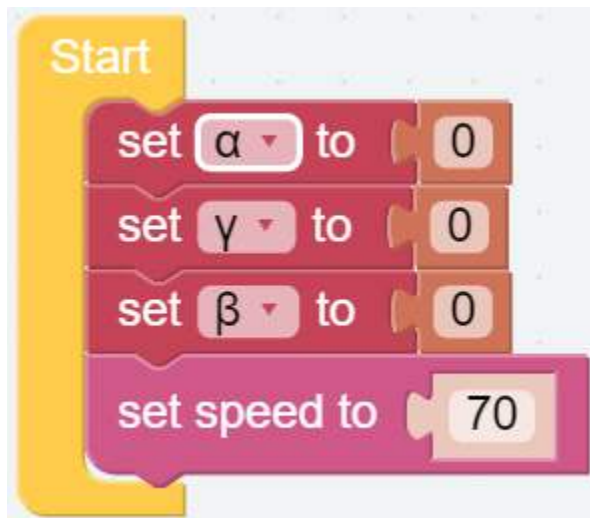 Start
set α to 0
set γ to 0
set β to 0
set speed to 70